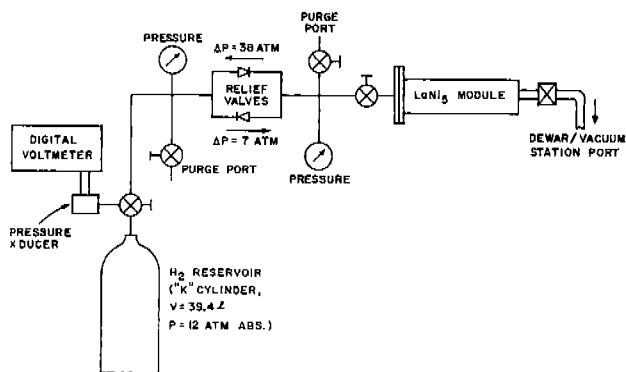 PURGE
PORT
PRESSURE
ΔP = 38 ATM
RELIEF
VALVES
ΔP = 7 ATM
LaNi5 MODULE
DIGITAL
VOLTMETER
PURGE PORT
PRESSURE
DEWAR/VACUUM
STATION PORT
PRESSURE
XDUCER
H2 RESERVOIR
("K" CYLINDER,
V = 39.4 ℓ
P = 12 ATM ABS.)